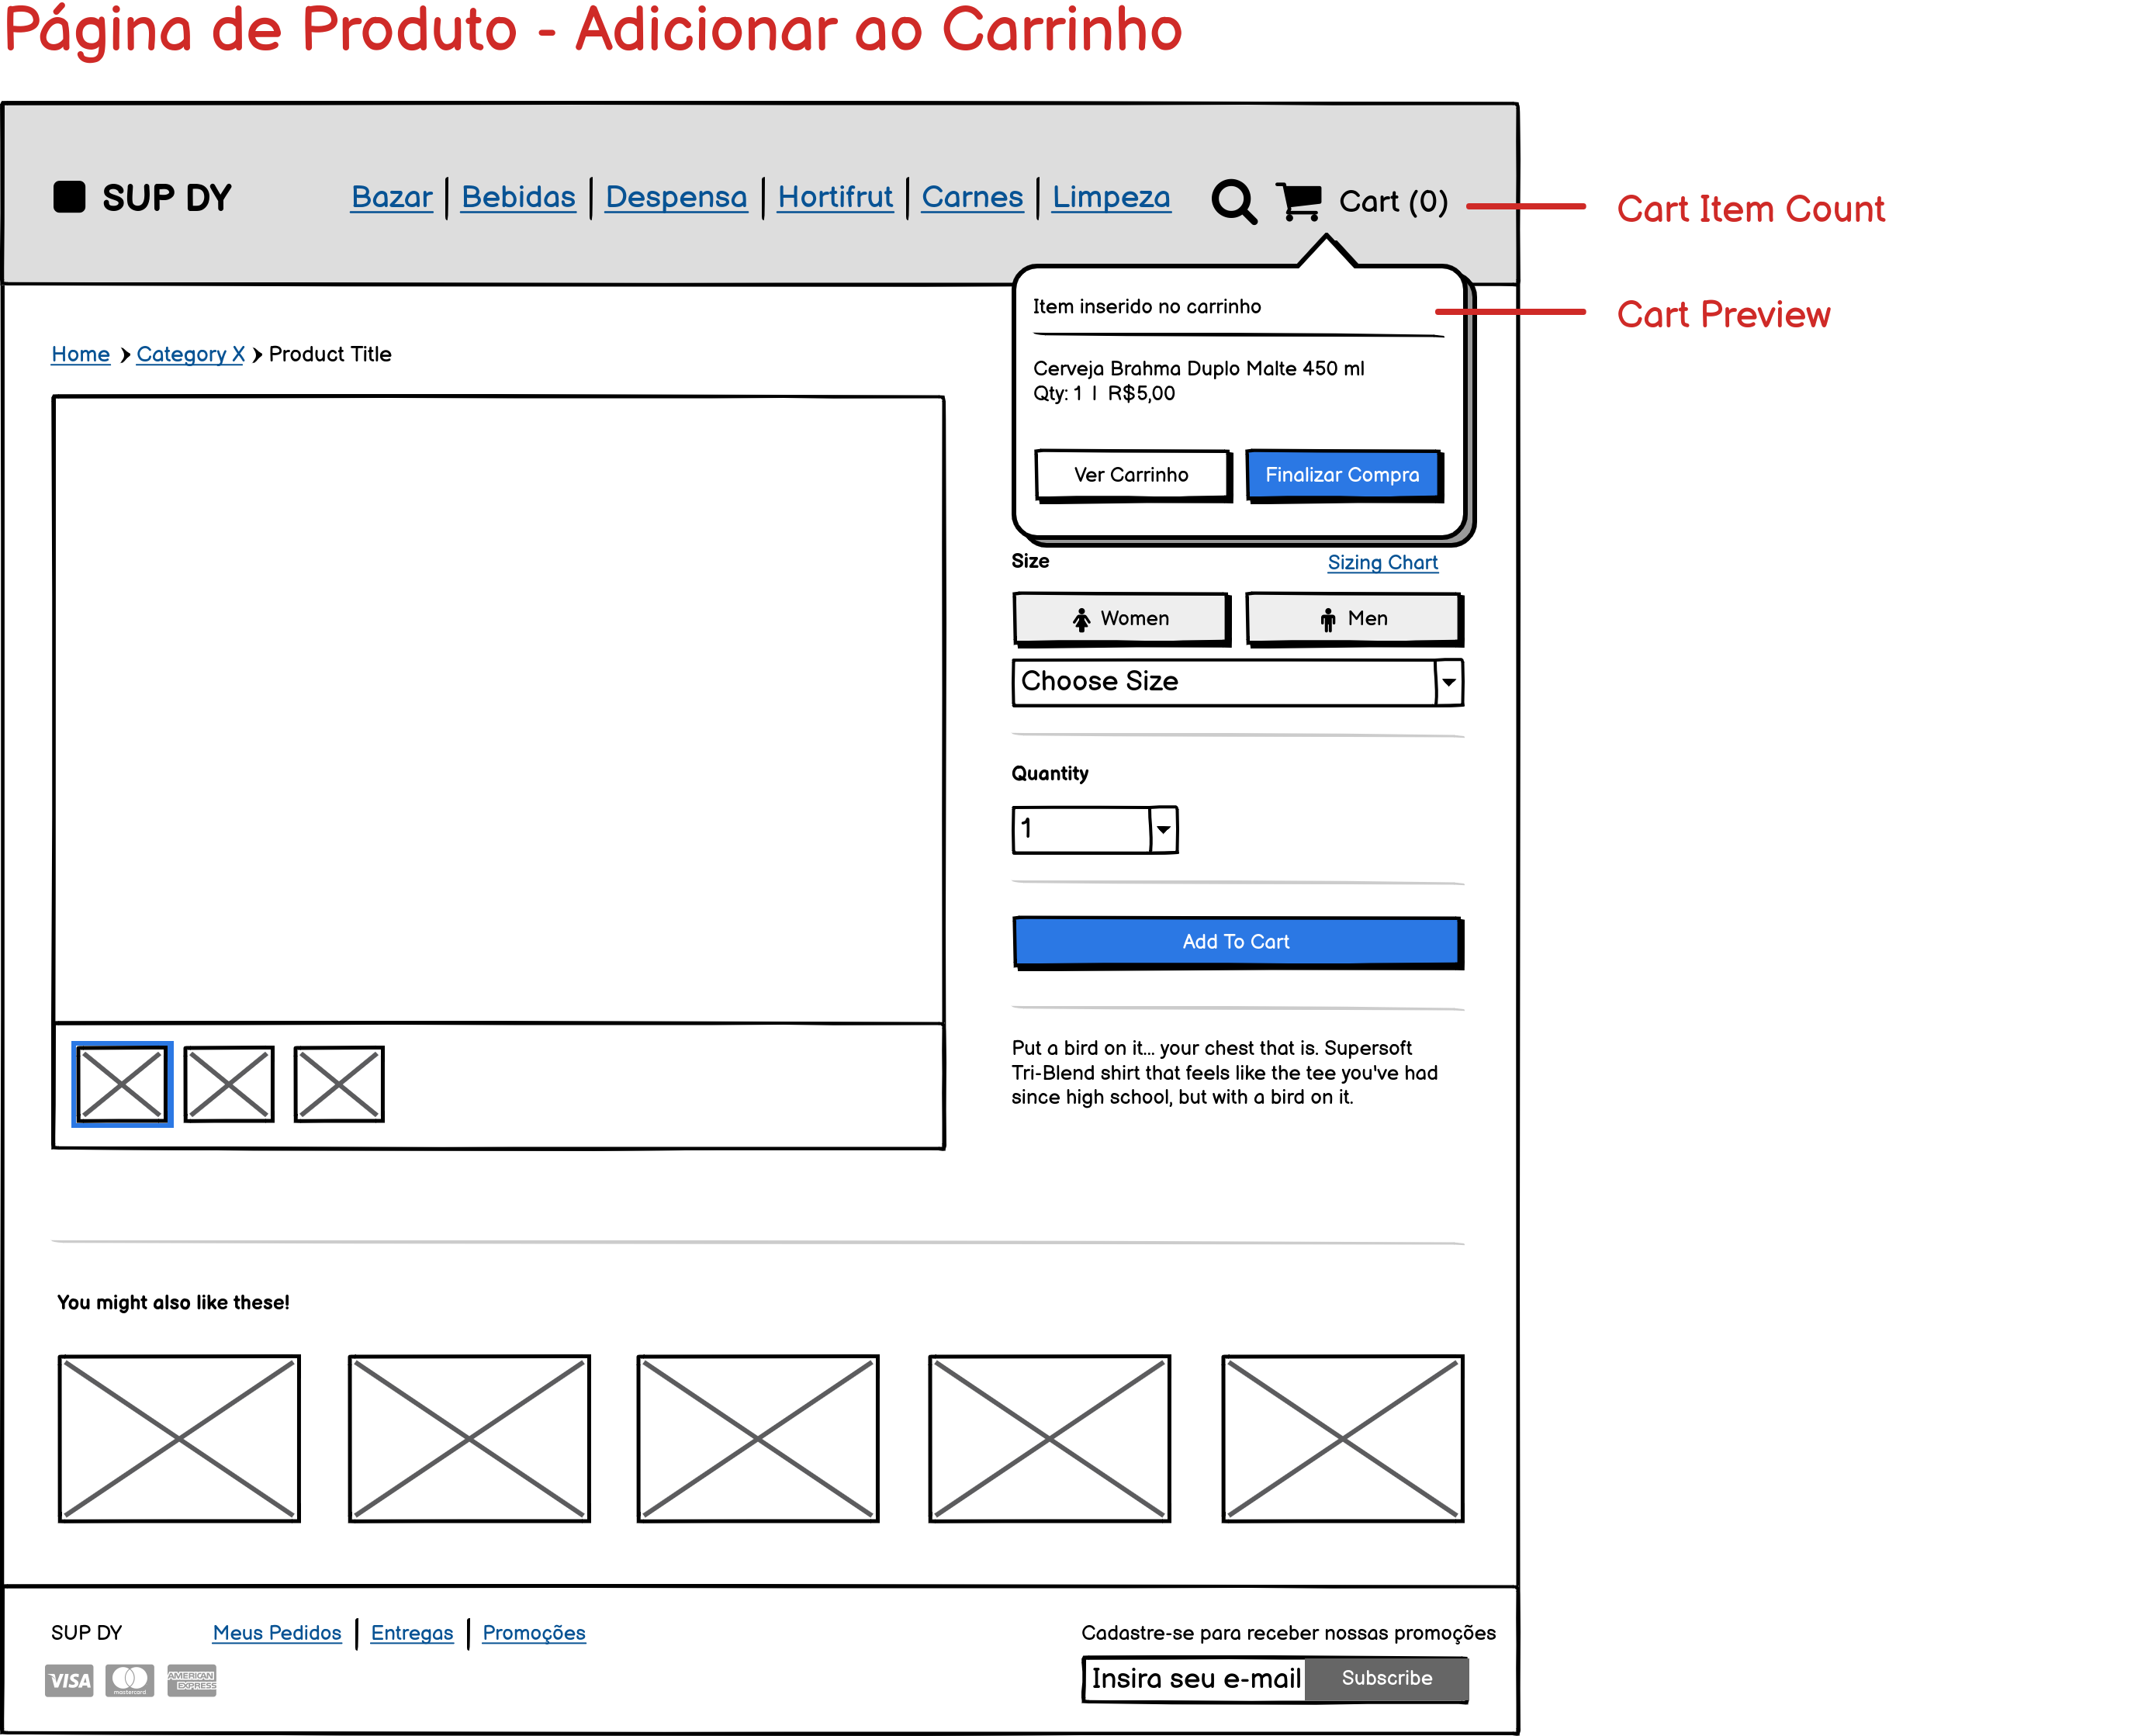 Página de Produto - Adicionar ao Carrinho
SUP DY
Bazar | Bebidas | Despensa | Hortifrut | Carnes | Limpeza
Cart (0)
Cart Item Count
Item inserido no carrinho
Cart Preview
Home > Category X > Product Title
Cerveja Brahma Duplo Malte 450 ml
Qty: 1 | R$5,00
Ver Carrinho
Finalizar Compra
Size
Sizing Chart
Women
Men
Choose Size
Quantity
1
Add To Cart
Put a bird on it... your chest that is. Supersoft
Tri-Blend shirt that feels like the tee you've had
since high school, but with a bird on it.
You might also like these!
SUP DY
Meus Pedidos | Entregas | Promoções
Cadastre-se para receber nossas promoções
VISA
mastercard
AMERICAN
EXPRESS
Insira seu e-mail
Subscribe